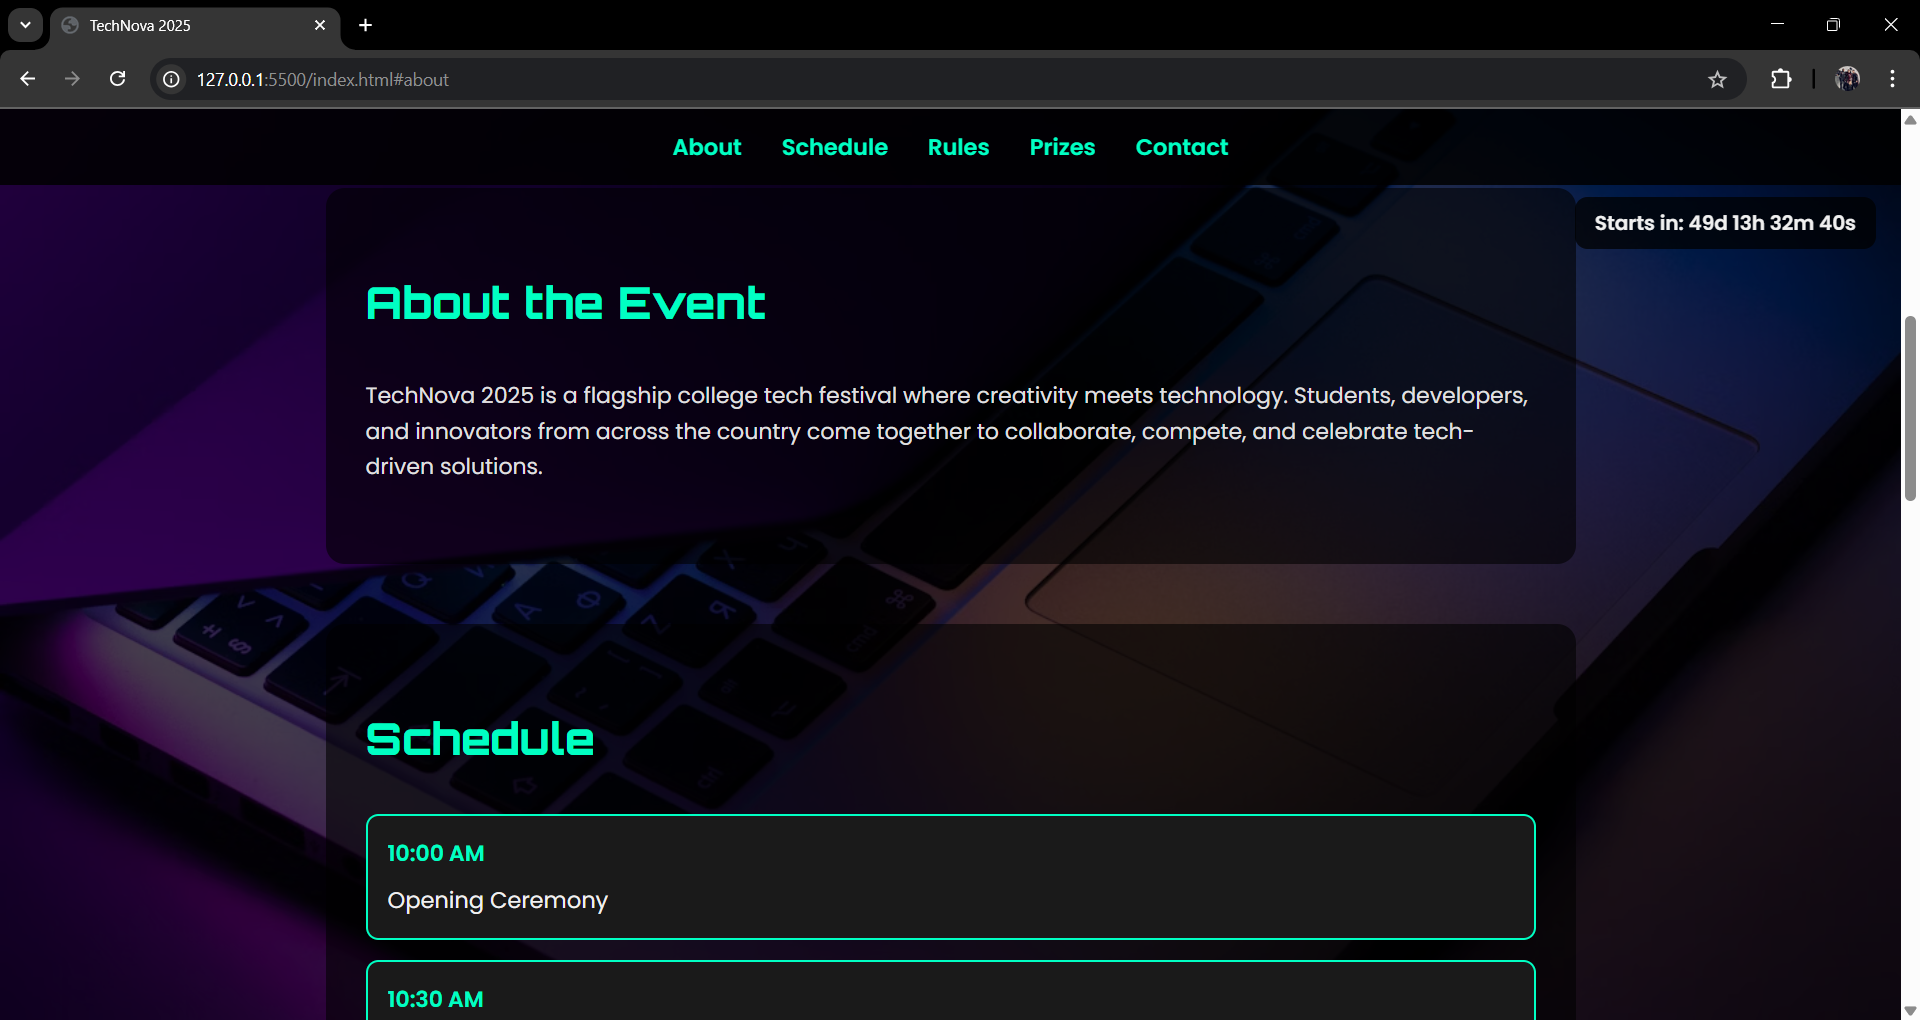 TechNova 2025
127.0.0.1:5500/index.html#about
About Schedule Rules Prizes Contact
Starts in: 49d 13h 32m 40s
About the Event
TechNova 2025 is a flagship college tech festival where creativity meets technology. Students, developers,
and innovators from across the country come together to collaborate, compete, and celebrate tech-
driven solutions.
Schedule
10:00 AM
Opening Ceremony
10:30 AM